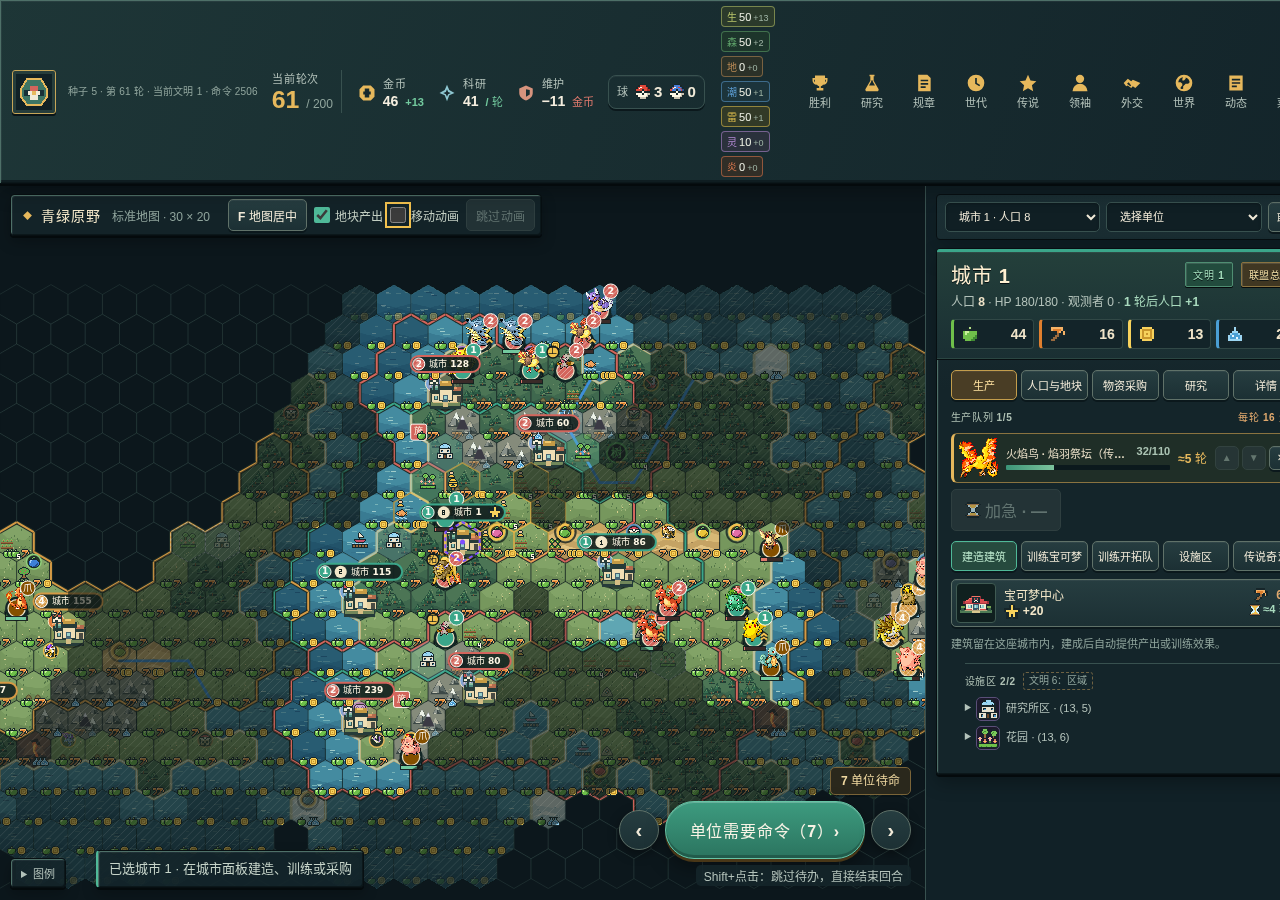 种子 5 · 第 61 轮 · 当前文明 1 · 命令 2506
当前轮次
61 / 200
金币
46 +13
科研
41 / 轮
维护
−11 金币
球 3 0
生 50 +13
森 50 +2
地 0 +0
潮 50 +1
雷 50 +1
灵 10 +0
炎 0 +0
胜利
研究
规章
世代
传说
领袖
外交
世界
动态
青绿原野
标准地图 · 30 × 20
F 地图居中
地块产出
移动动画
跳过动画
2 城市 128
2 城市 60
1 8 城市 1
1 1 城市 86
1 2 城市 115
4 城市 155
2 城市 80
2 城市 239
7 单位待命
‹
单位需要命令（7）›
›
Shift+点击：跳过待办，直接结束回合
图例
已选城市 1 · 在城市面板建造、训练或采购
城市 1 · 人口 8
选择单位
城市 1
文明 1
人口 8 · HP 180/180 · 观测者 0 · 1 轮后人口 +1
44
16
13
生产
人口与地块
物资采购
研究
详情
生产队列 1/5
每轮 16
火焰鸟 · 焰羽祭坛（传…
32/110
≈5 轮
加急 · —
建造建筑
训练宝可梦
训练开拓队
设施区
宝可梦中心
+20
≈4
建筑留在这座城市内，建成后自动提供产出或训练效果。
设施区 2/2
文明 6：区域
研究所区 · (13, 5)
花园 · (13, 6)